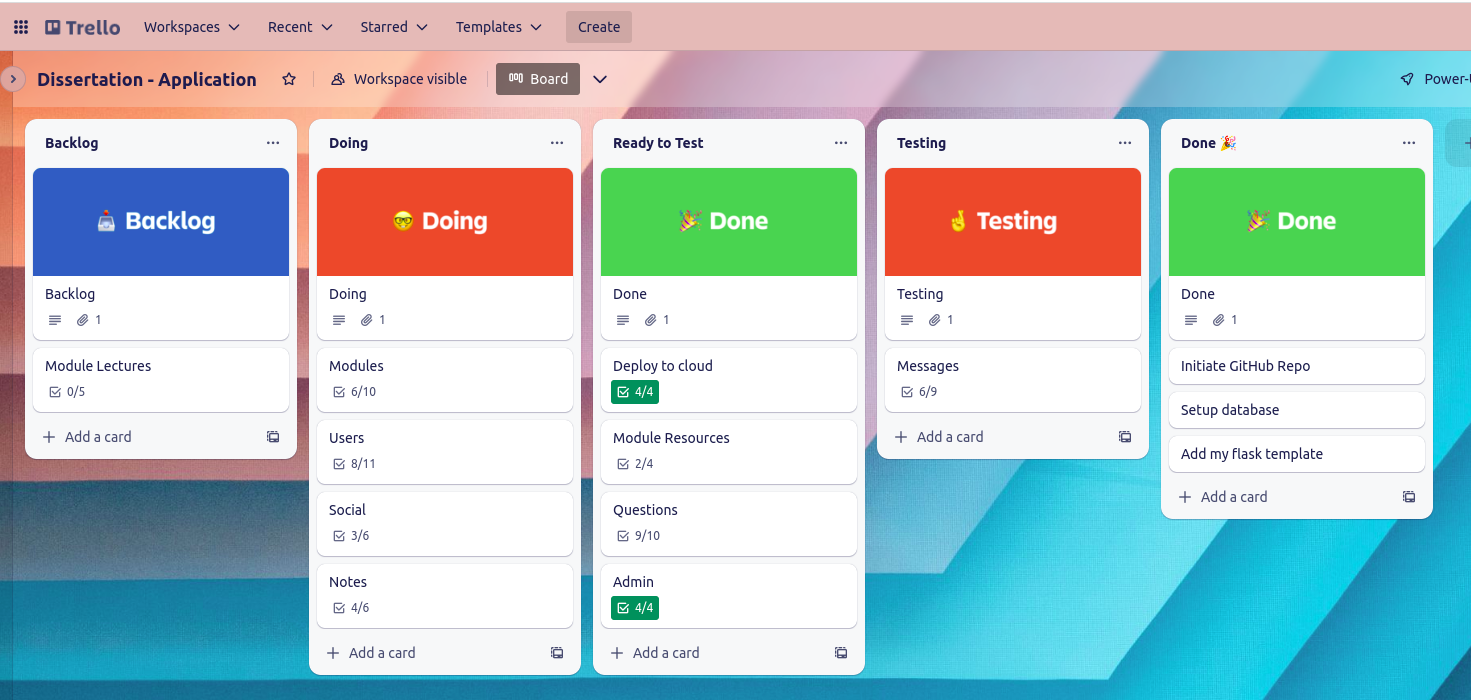 Trello Workspaces Recent Starred Templates Create
Dissertation - Application Workspace visible Board Power-U
Backlog
Backlog
Backlog
1
Module Lectures
0/5
Add a card
Doing
Doing
Doing
1
Modules
6/10
Users
8/11
Social
3/6
Notes
4/6
Add a card
Ready to Test
Done
Done
1
Deploy to cloud
4/4
Module Resources
2/4
Questions
9/10
Admin
4/4
Add a card
Testing
Testing
Testing
1
Messages
6/9
Add a card
Done 🎉
Done
Done
1
Initiate GitHub Repo
Setup database
Add my flask template
Add a card